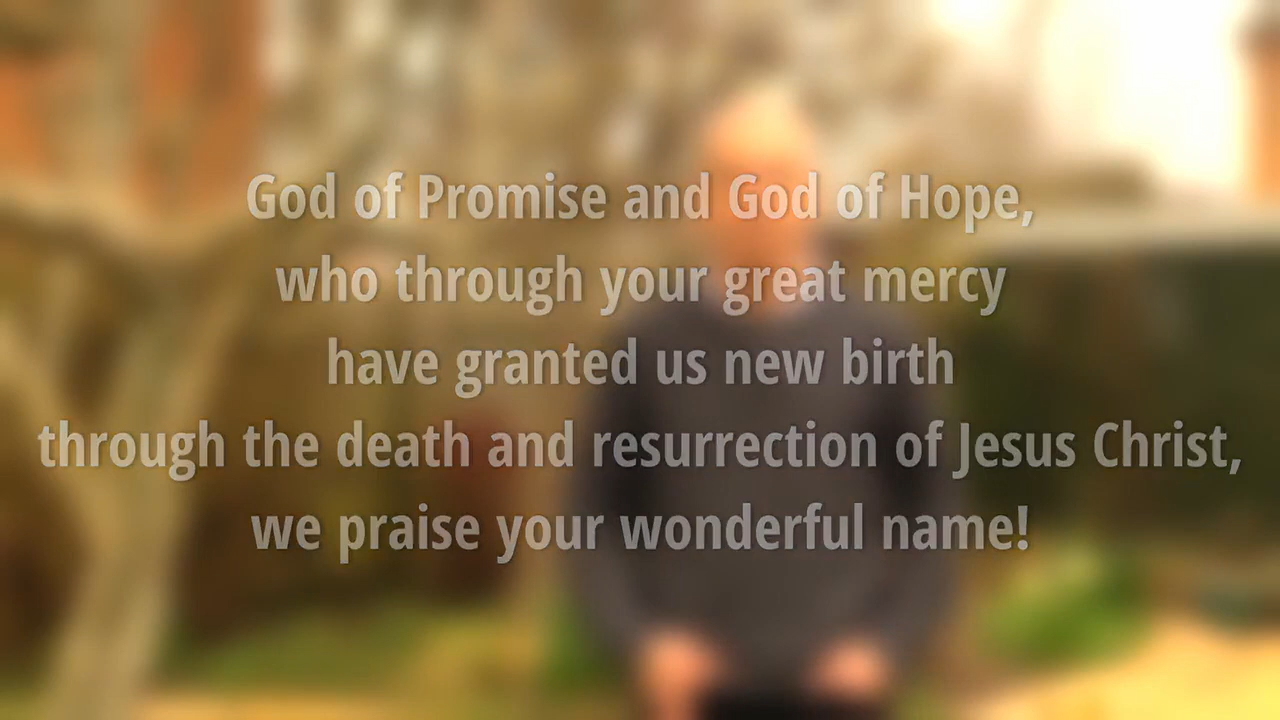 God of Promise and God of Hope,
who through your great mercy
have granted us new birth
through the death and resurrection of Jesus Christ,
we praise your wonderful name!